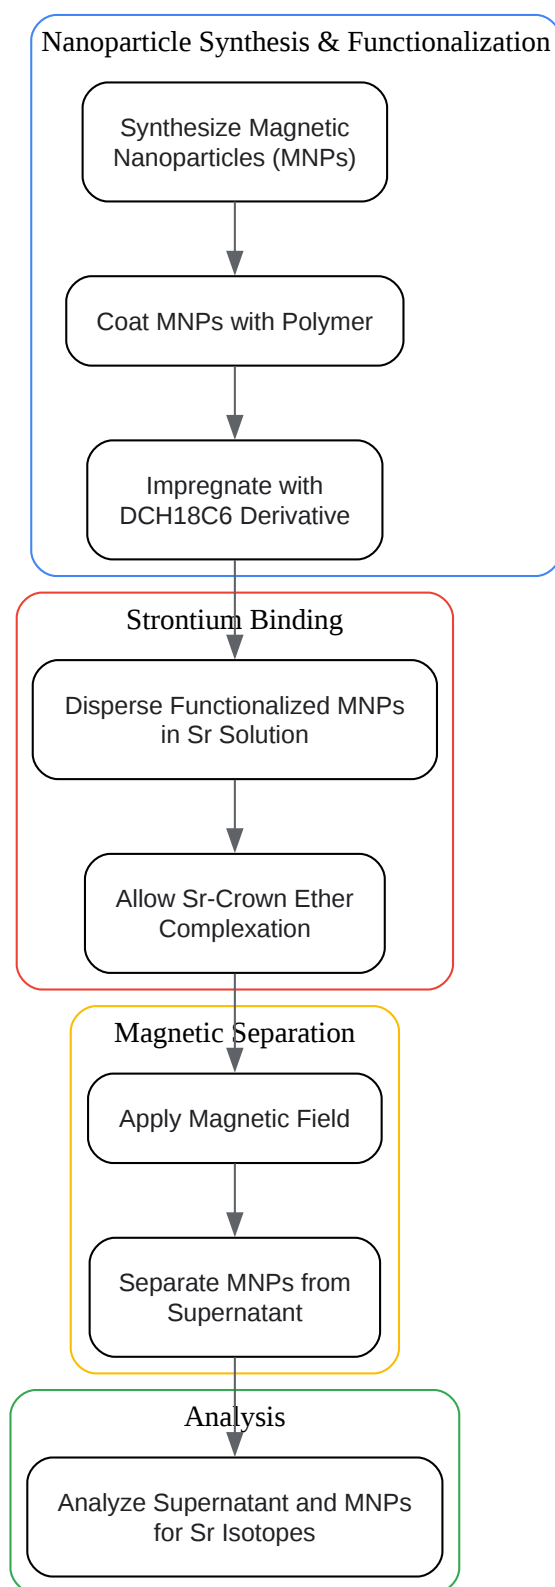 Nanoparticle Synthesis & Functionalization
Synthesize Magnetic
Nanoparticles (MNPs)
Coat MNPs with Polymer
Impregnate with
DCH18C6 Derivative
Strontium Binding
Disperse Functionalized MNPs
in Sr Solution
Allow Sr-Crown Ether
Complexation
Magnetic Separation
Apply Magnetic Field
Separate MNPs from
Supernatant
Analysis
Analyze Supernatant and MNPs
for Sr Isotopes